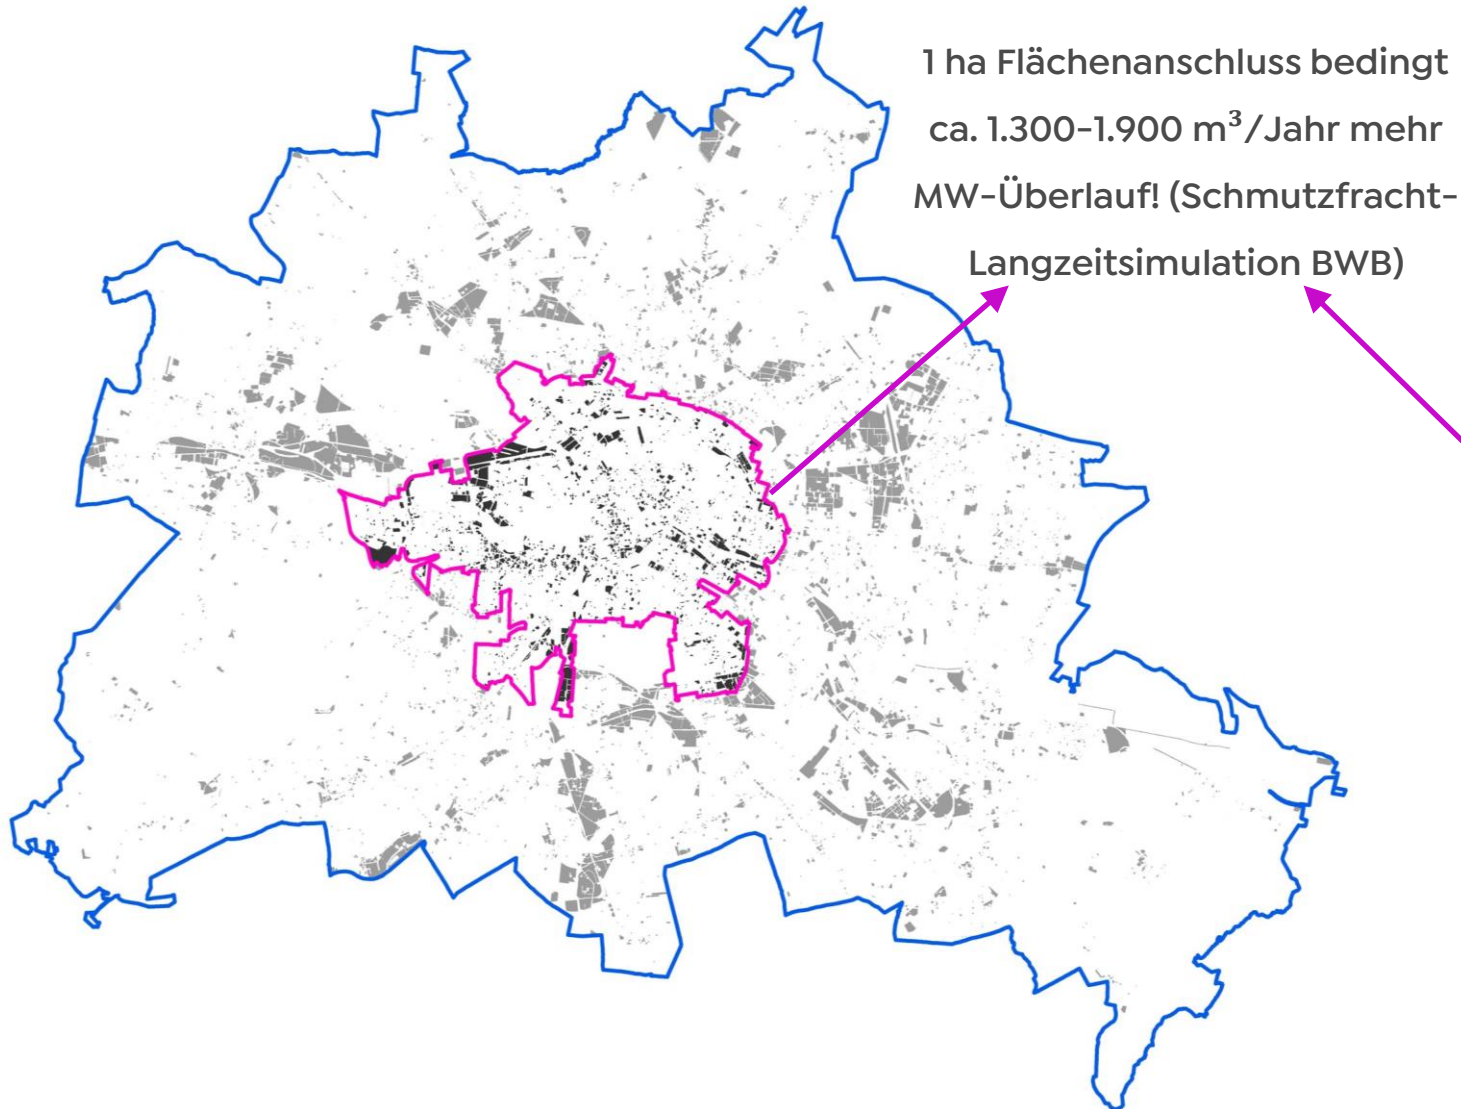 1 ha Flächenanschluss bedingt
ca. 1.300-1.900 m³/Jahr mehr
MW-Überlauf! (Schmutzfracht-
Langzeitsimulation BWB)